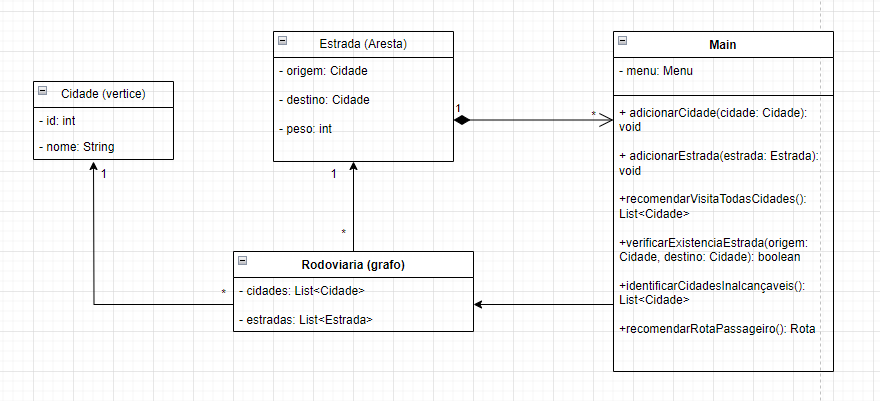 Estrada (Aresta)
- origem: Cidade
- destino: Cidade
- peso: int
Main
- menu: Menu
+ adicionarCidade(cidade: Cidade):
void
+ adicionarEstrada(estrada: Estrada):
void
+recomendarVisitaTodasCidades():
List<Cidade>
+verificarExistenciaEstrada(origem:
Cidade, destino: Cidade): boolean
+identificarCidadesInalcançaveis():
List<Cidade>
+recomendarRotaPassageiro(): Rota
Cidade (vertice)
- id: int
- nome: String
1
*
1
1
*
*
Rodoviaria (grafo)
- cidades: List<Cidade>
- estradas: List<Estrada>